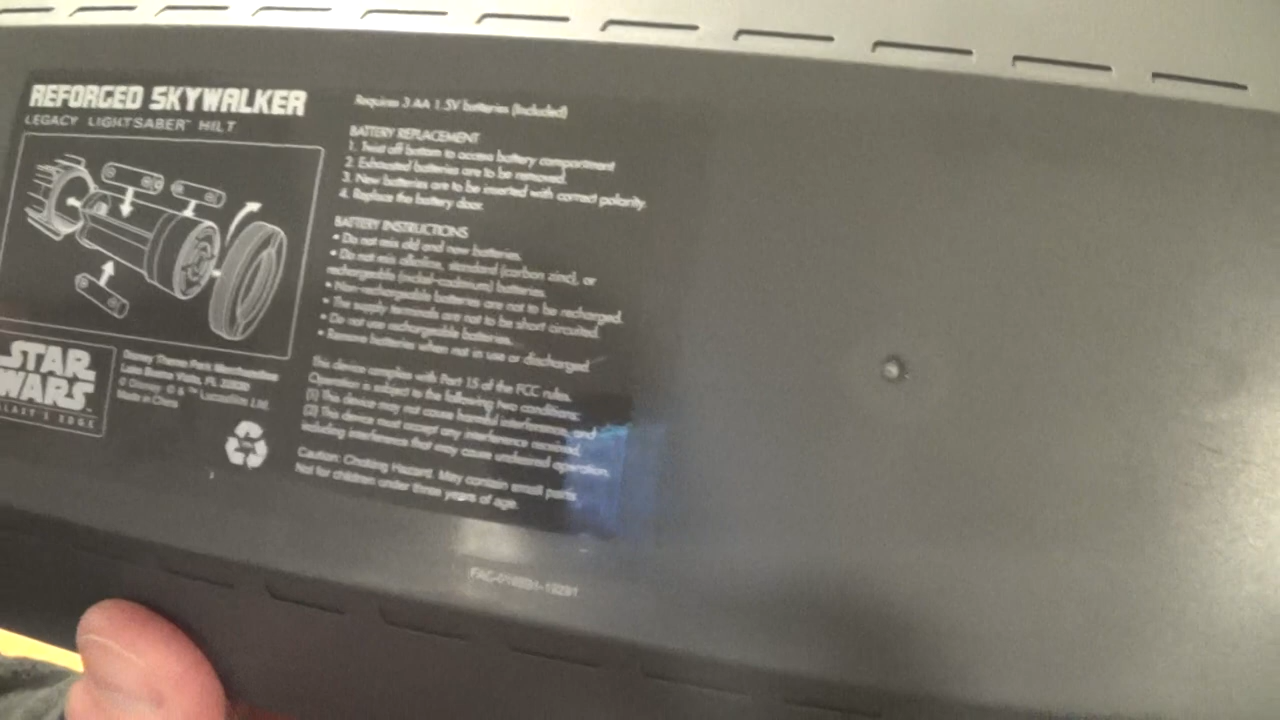 REFORGED SKYWALKER
LEGACY LIGHTSABER™ HILT
STAR
WARS
GALAXY'S EDGE
Disney Theme Park Merchandise
Lake Buena Vista, FL 32830
© Disney © & ™ Lucasfilm Ltd.
Made in China
Requires 3 AA 1.5V batteries (included)
BATTERY REPLACEMENT
1. Twist off bottom to access battery compartment
2. Exhausted batteries are to be removed.
3. New batteries are to be inserted with correct polarity.
4. Replace the battery door.
BATTERY INSTRUCTIONS
• Do not mix old and new batteries.
• Do not mix alkaline, standard (carbon zinc), or
rechargeable (nickel-cadmium) batteries.
• Non-rechargeable batteries are not to be recharged.
• The supply terminals are not to be short circuited.
• Do not use rechargeable batteries.
• Remove batteries when not in use or discharged.
This device complies with Part 15 of the FCC rules.
Operation is subject to the following two conditions:
(1) This device may not cause harmful interference, and
(2) This device must accept any interference received,
including interference that may cause undesired operation.
Caution: Choking Hazard. May contain small parts.
Not for children under three years of age.